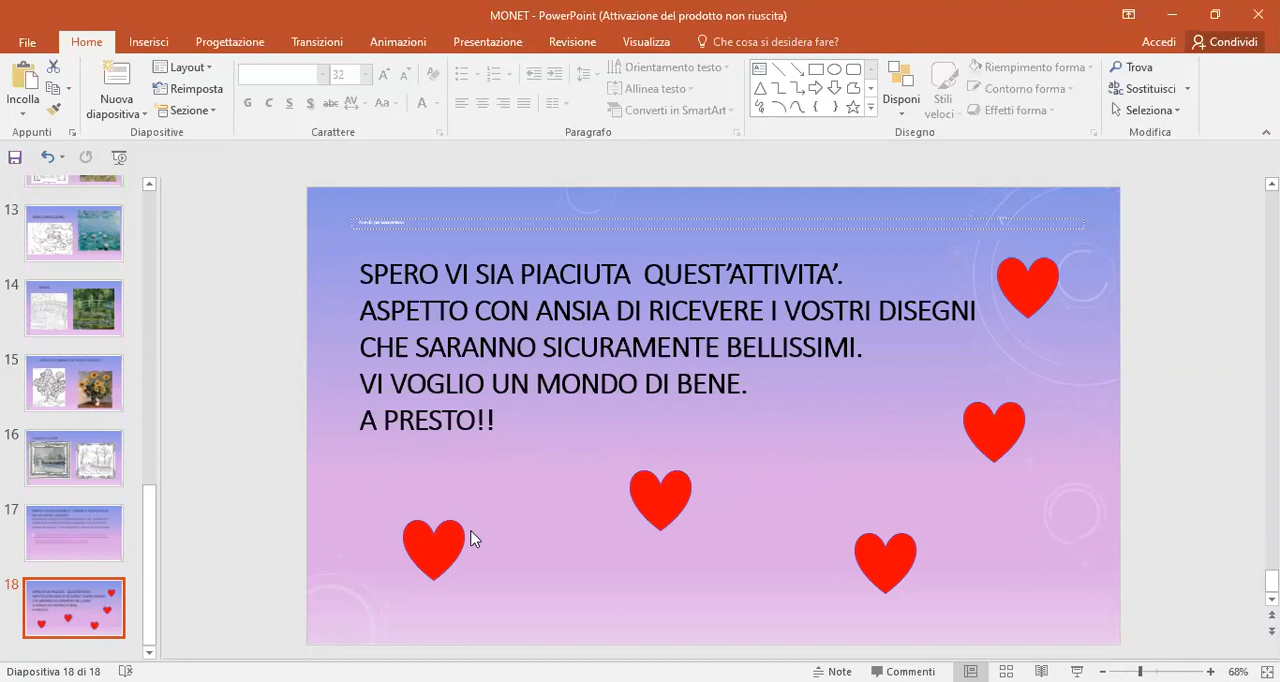 MONET - PowerPoint (Attivazione del prodotto non riuscita)
File Home Inserisci Progettazione Transizioni Animazioni Presentazione Revisione Visualizza Che cosa si desidera fare? Accedi Condividi
Incolla
Appunti
Nuova diapositiva
Layout
Reimposta
Sezione
Diapositive
32
G C S S abc AV Aa A
Carattere
Orientamento testo
Allinea testo
Converti in SmartArt
Paragrafo
Disponi
Stili veloci
Riempimento forma
Contorno forma
Effetti forma
Disegno
Trova
Sostituisci
Seleziona
Modifica
13
14
15
16
17
18
SPERO VI SIA PIACIUTA QUEST’ATTIVITA’.
ASPETTO CON ANSIA DI RICEVERE I VOSTRI DISEGNI
CHE SARANNO SICURAMENTE BELLISSIMI.
VI VOGLIO UN MONDO DI BENE.
A PRESTO!!
Diapositiva 18 di 18 Note Commenti 68%